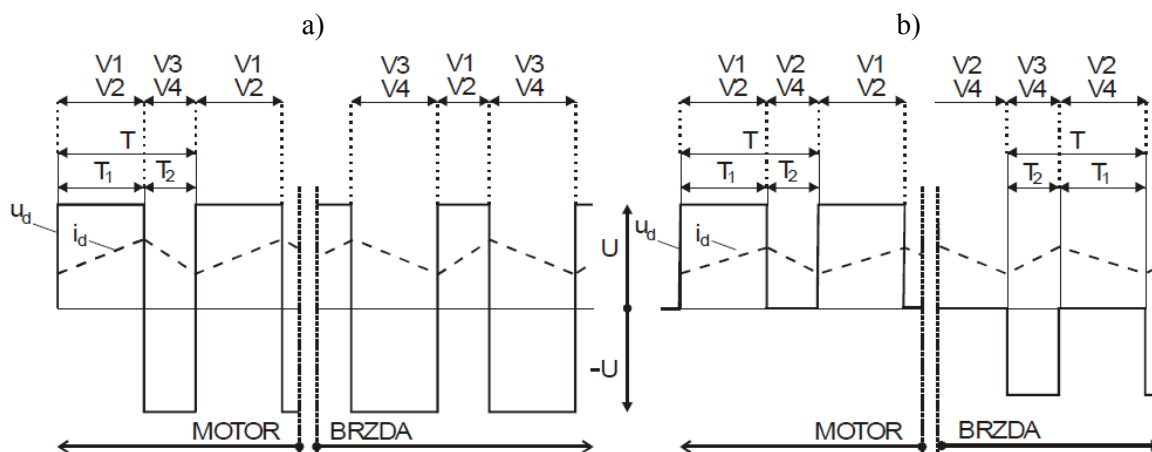 a)
b)
V1 V3 V1
V2 V4 V2
V3 V1 V3
V4 V2 V4
V1 V2 V1
V2 V4 V2
V2 V3 V2
V4 V4 V4
T
T1 T2
T
T1 T2
T
T2 T1
ud
id
U
-U
ud
id
MOTOR BRZDA
MOTOR BRZDA